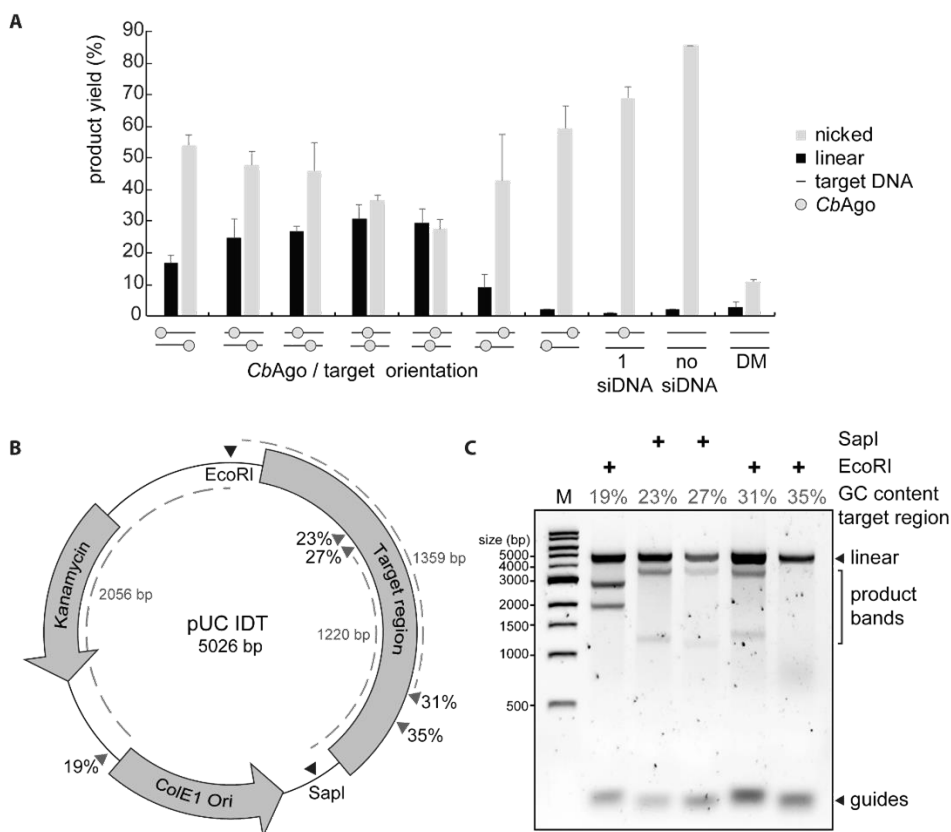 A
product yield (%)
90
80
70
60
50
40
30
20
10
0
nicked
linear
target DNA
CbAgo
CbAgo / target orientation
1
siDNA
no
siDNA
DM
B
EcoRI
23%
27%
Target region
1359 bp
Kanamycin
2056 bp
pUC IDT
5026 bp
1220 bp
31%
35%
19%
ColE1 Ori
SapI
C
+ + SapI
+ + + EcoRI
M 19% 23% 27% 31% 35% GC content
target region
size (bp)
5000
4000
3000
2000
1500
1000
500
linear
product
bands
guides